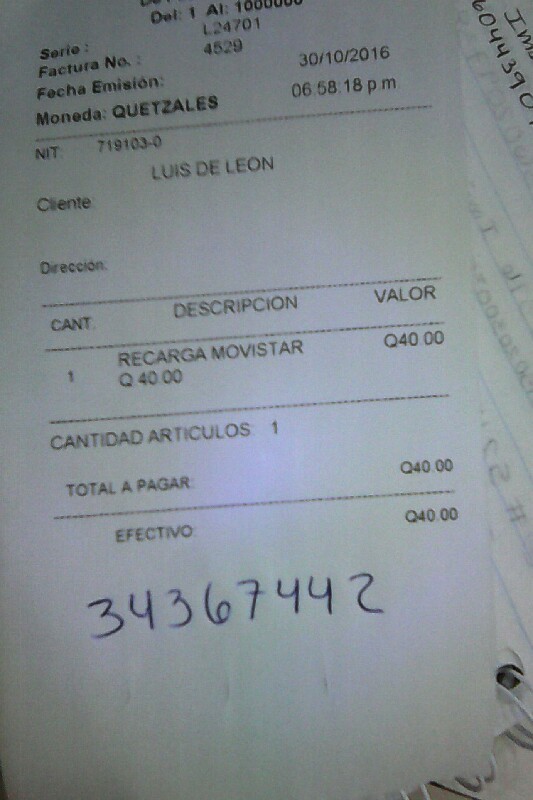 Del: 1 Al: 1000000
Serie : L24701
Factura No. : 4529
Fecha Emisión: 30/10/2016
Moneda: QUETZALES 06:58:18 p m
NIT: 719103-0
LUIS DE LEON
Cliente
Dirección:
CANT. DESCRIPCION VALOR
1 RECARGA MOVISTAR Q40.00
Q 40.00
CANTIDAD ARTICULOS: 1
TOTAL A PAGAR: Q40.00
EFECTIVO: Q40.00
34367442